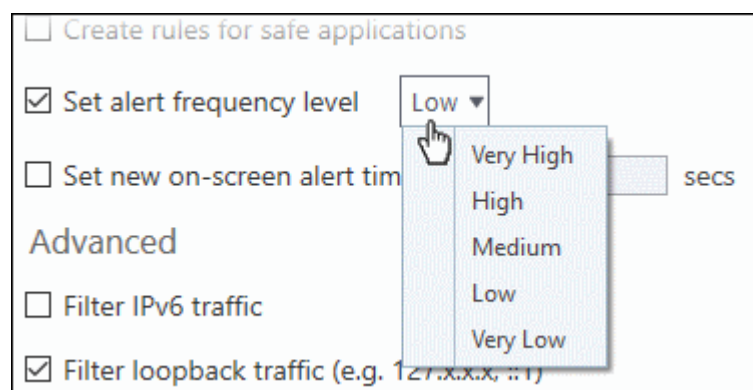 Create rules for safe applications
Set alert frequency level Low
Set new on-screen alert tim secs
Very High
High
Medium
Low
Very Low
Advanced
Filter IPv6 traffic
Filter loopback traffic (e.g. 127.x.x.x, ::1)